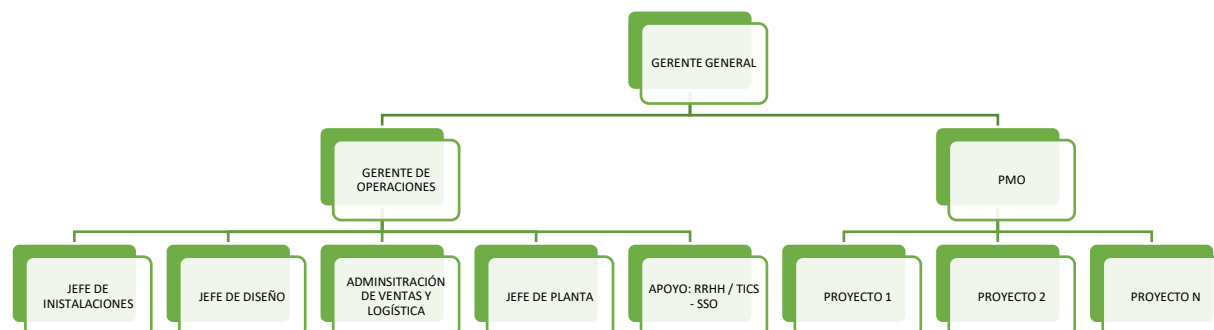 GERENTE GENERAL
GERENTE DE
OPERACIONES
PMO
JEFE DE
INISTALACIONES
JEFE DE DISEÑO
ADMINSITRACIÓN
DE VENTAS Y
LOGÍSTICA
JEFE DE PLANTA
APOYO: RRHH / TICS
- SSO
PROYECTO 1
PROYECTO 2
PROYECTO N